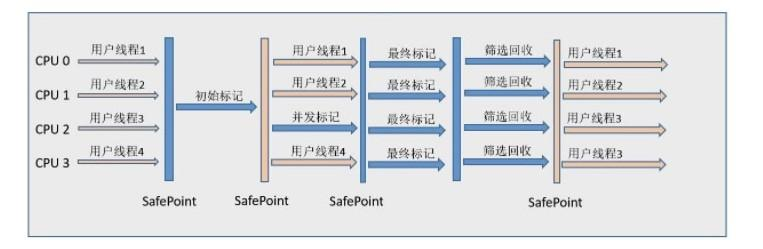 CPU 0 用户线程1 用户线程1 最终标记 筛选回收 用户线程1
CPU 1 用户线程2 初始标记 用户线程2 最终标记 筛选回收 用户线程2
CPU 2 用户线程3 并发标记 最终标记 筛选回收 用户线程3
CPU 3 用户线程4 用户线程4 最终标记 筛选回收 用户线程3
SafePoint SafePoint SafePoint SafePoint